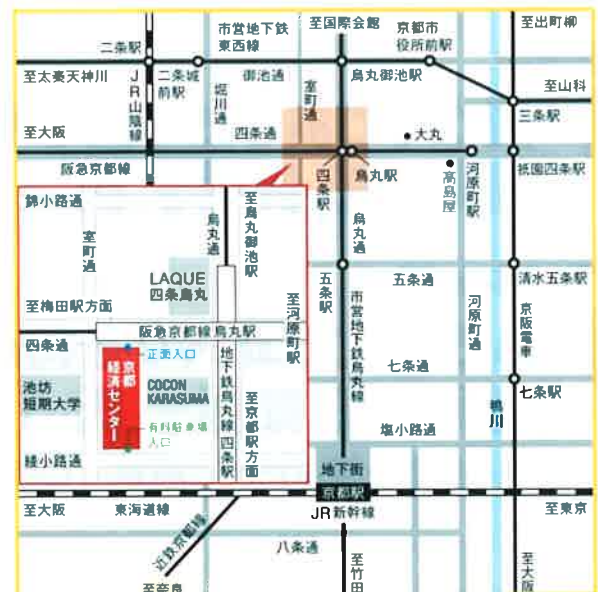 市営地下鉄
東西線
至国際会館
京都市
役所前駅
至出町柳
二条駅
至太秦天神川
JR山陰線
二条城
前駅
堀川通
御池通
室町通
烏丸御池駅
至山科
三条駅
至大阪
四条通
大丸
阪急京都線
四条駅
烏丸駅
髙島屋
河原町駅
祇園四条駅
錦小路通
室町通
烏丸通
至烏丸御池駅
烏丸通
LAQUE
四条烏丸
五条駅
五条通
清水五条駅
至梅田駅方面
至河原町駅
市営地下鉄烏丸線
河原町通
京阪電車
四条通
阪急京都線 烏丸駅
正面入口
京都
経済センター
池坊
短期大学
COCON
KARASUMA
地下鉄烏丸線 四条駅
至京都駅方面
七条通
七条駅
鴨川
有料駐車場
入口
綾小路通
塩小路通
地下街
京都駅
至大阪
東海道線
JR新幹線
至東京
近鉄京都線
八条通
至奈良
至竹田
至大阪